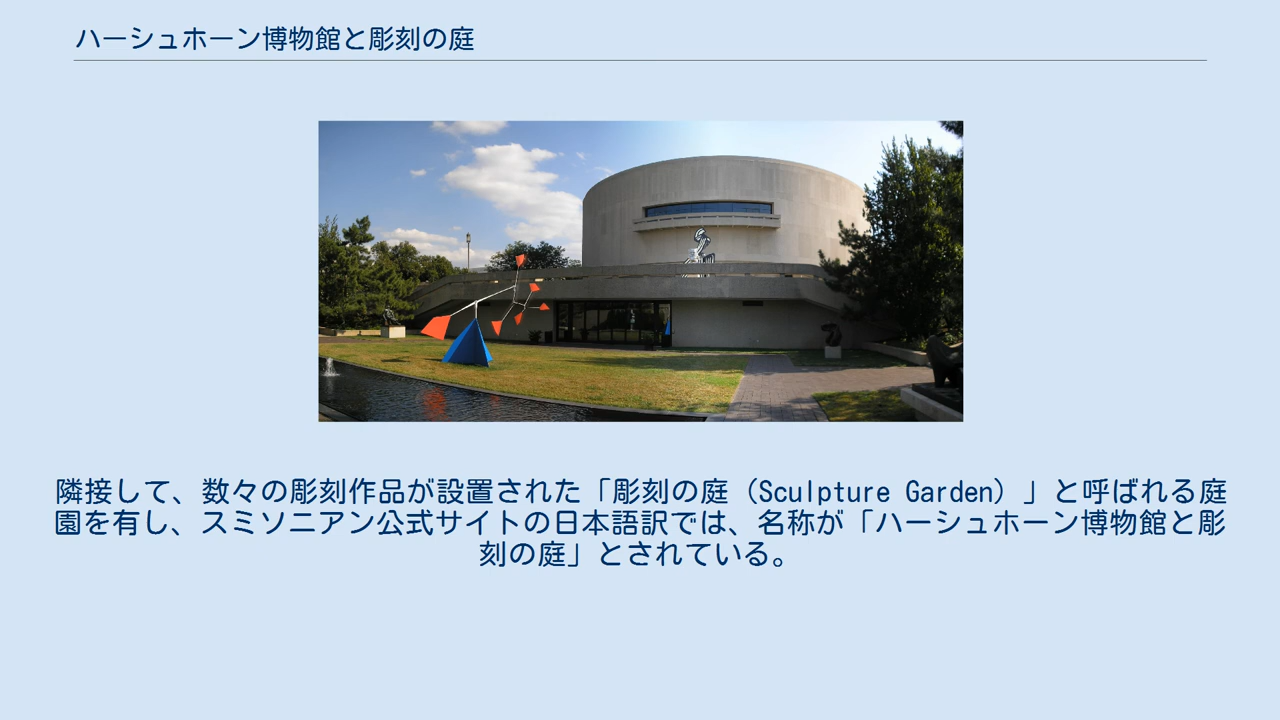 ハーシュホーン博物館と彫刻の庭
隣接して、数々の彫刻作品が設置された「彫刻の庭（Sculpture Garden）」と呼ばれる庭
園を有し、スミソニアン公式サイトの日本語訳では、名称が「ハーシュホーン博物館と彫
刻の庭」とされている。